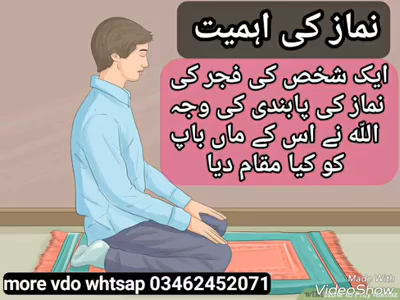 نماز کی اہمیت
ایک شخص کی فجر کی
نماز کی پابندی کی وجہ
اللہ نے اس کے ماں باپ
کو کیا مقام دیا
more vdo whtsap 03462452071
Made With
VideoShow